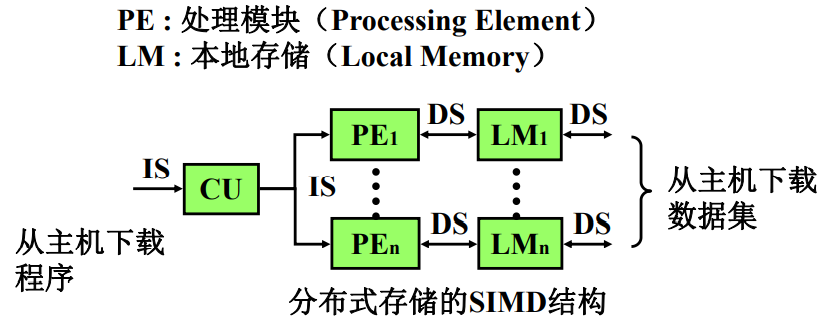 PE : 处理模块（Processing Element）
LM : 本地存储（Local Memory）
DS DS
PE1 LM1
IS
CU IS
从主机下载
数据集
DS DS
PEn LMn
从主机下载
程序
分布式存储的SIMD结构